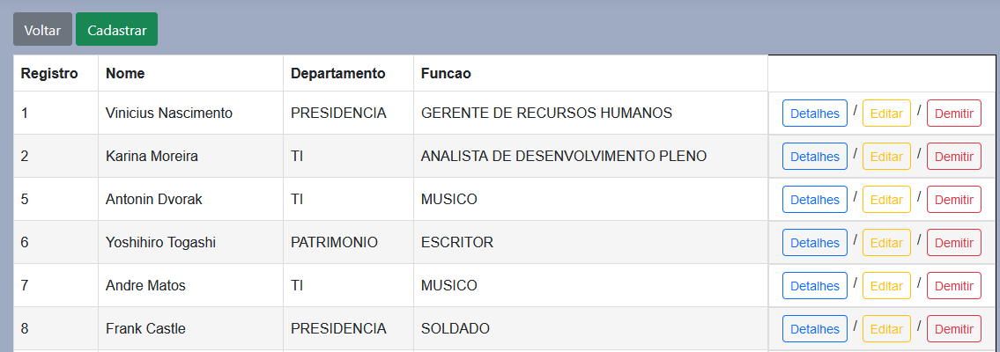 Voltar Cadastrar
Registro Nome Departamento Funcao
1 Vinicius Nascimento PRESIDENCIA GERENTE DE RECURSOS HUMANOS Detalhes / Editar / Demitir
2 Karina Moreira TI ANALISTA DE DESENVOLVIMENTO PLENO Detalhes / Editar / Demitir
5 Antonin Dvorak TI MUSICO Detalhes / Editar / Demitir
6 Yoshihiro Togashi PATRIMONIO ESCRITOR Detalhes / Editar / Demitir
7 Andre Matos TI MUSICO Detalhes / Editar / Demitir
8 Frank Castle PRESIDENCIA SOLDADO Detalhes / Editar / Demitir